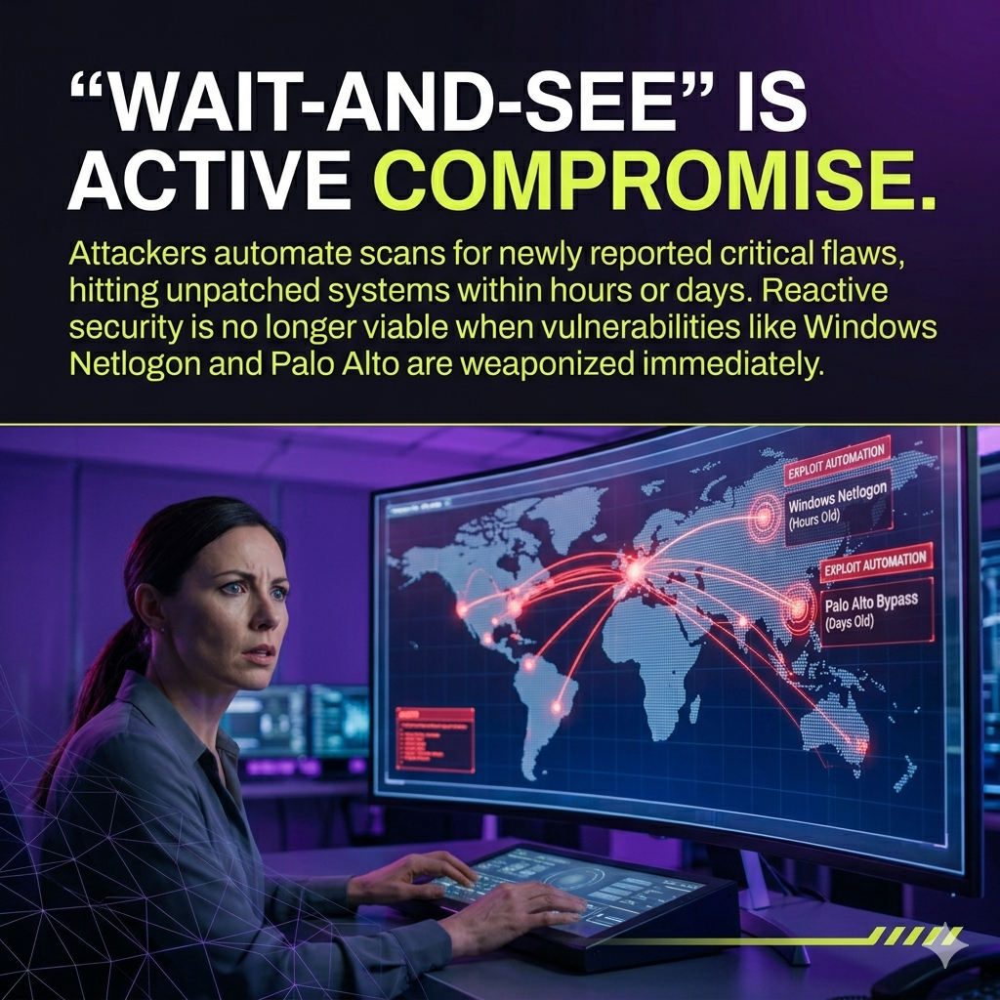 “WAIT-AND-SEE” IS
ACTIVE COMPROMISE.
Attackers automate scans for newly reported critical flaws,
hitting unpatched systems within hours or days. Reactive
security is no longer viable when vulnerabilities like Windows
Netlogon and Palo Alto are weaponized immediately.
EXPLOIT AUTOMATION
Windows Netlogon
(Hours Old)
EXPLOIT AUTOMATION
Palo Alto Bypass
(Days Old)